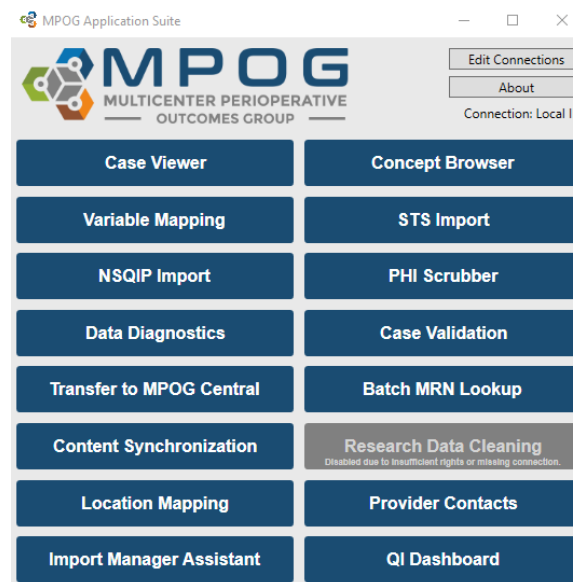 MPOG Application Suite
MPOG
MULTICENTER PERIOPERATIVE
OUTCOMES GROUP
Edit Connections
About
Connection: Local I
Case Viewer
Concept Browser
Variable Mapping
STS Import
NSQIP Import
PHI Scrubber
Data Diagnostics
Case Validation
Transfer to MPOG Central
Batch MRN Lookup
Content Synchronization
Research Data Cleaning
Disabled due to insufficient rights or missing connection.
Location Mapping
Provider Contacts
Import Manager Assistant
QI Dashboard